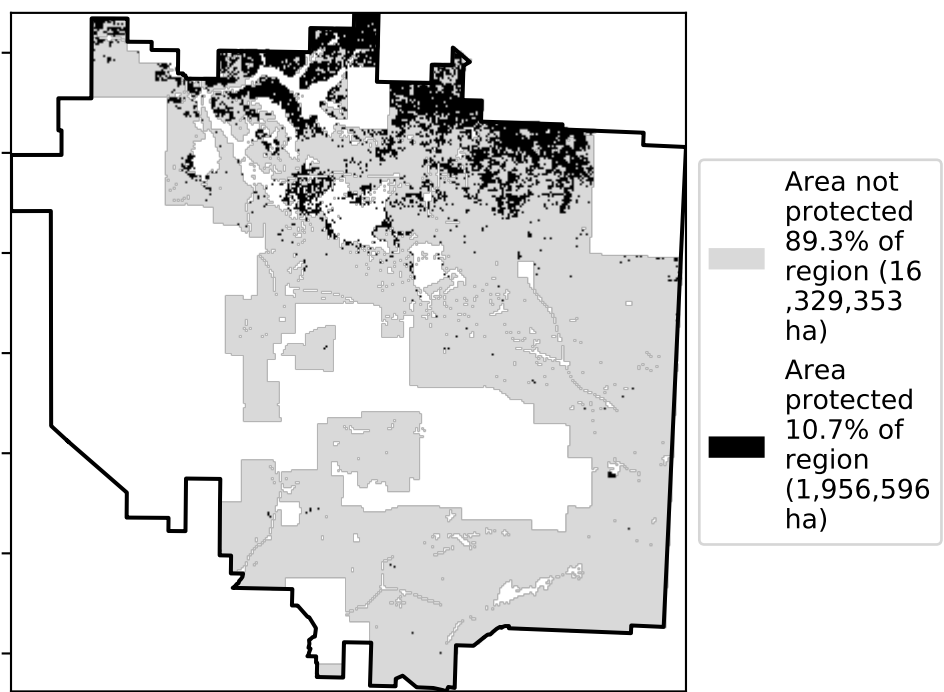 Area not
protected
89.3% of
region (16
,329,353
ha)
Area
protected
10.7% of
region
(1,956,596
ha)